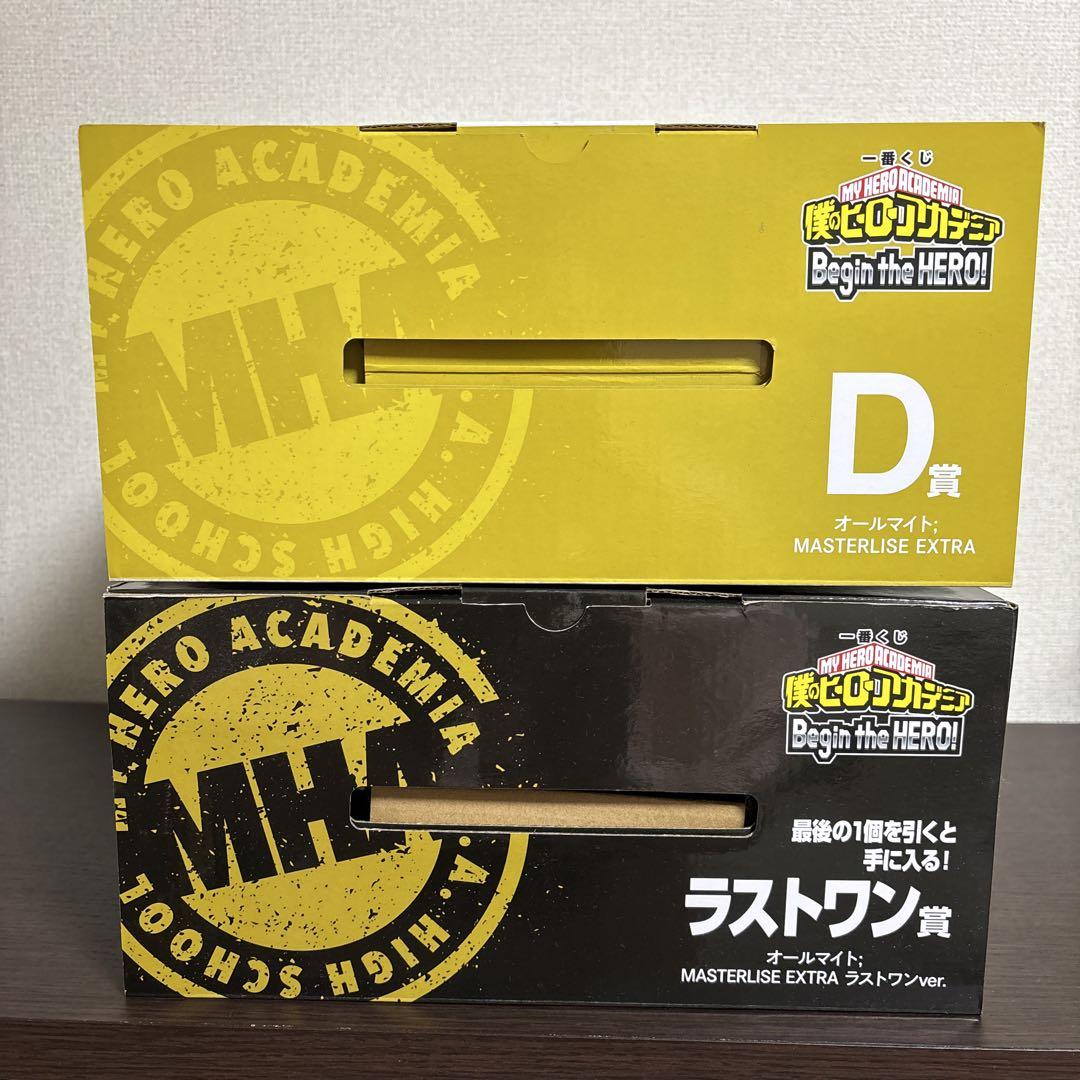 MY HERO ACADEMIA
MHA
U.A. HIGH SCHOOL
一番くじ
MY HERO ACADEMIA
僕のヒーローアカデミア
Begin the HERO!
D賞
オールマイト;
MASTERLISE EXTRA
MY HERO ACADEMIA
MHA
U.A. HIGH SCHOOL
一番くじ
MY HERO ACADEMIA
僕のヒーローアカデミア
Begin the HERO!
最後の1個を引くと
手に入る!
ラストワン賞
オールマイト;
MASTERLISE EXTRA ラストワンver.